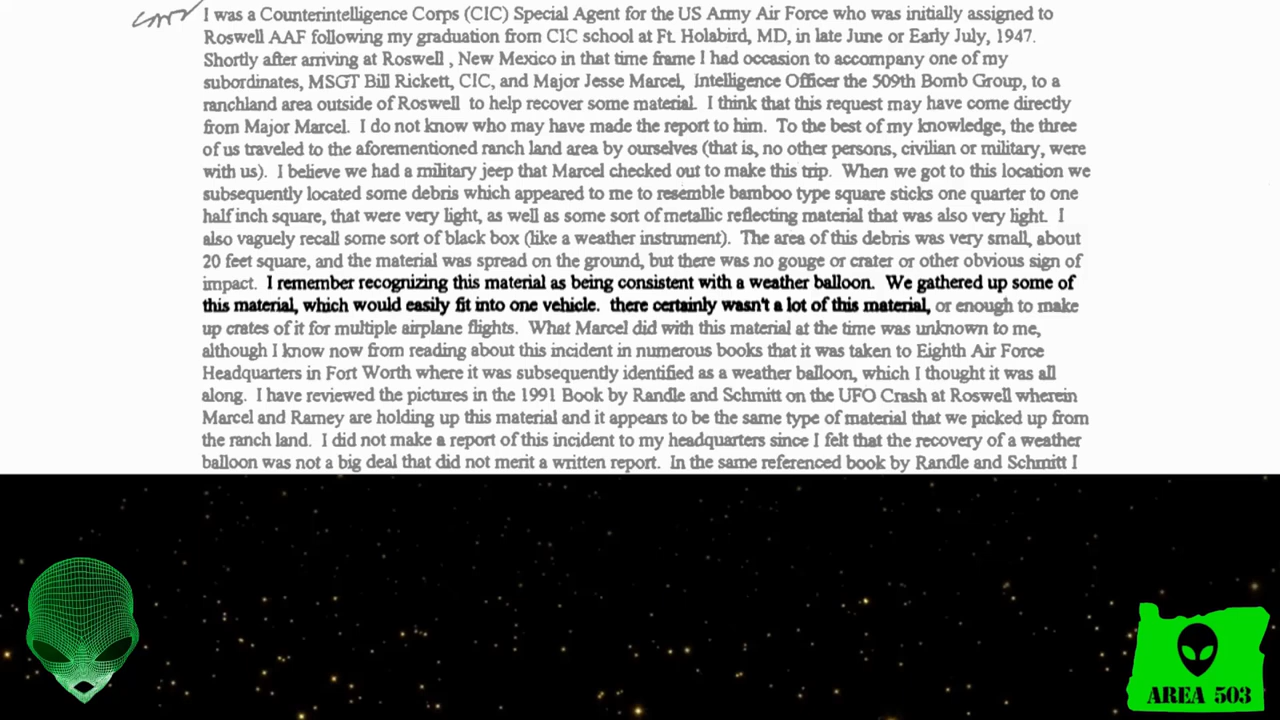 I was a Counterintelligence Corps (CIC) Special Agent for the US Army Air Force who was initially assigned to
Roswell AAF following my graduation from CIC school at Ft. Holabird, MD, in late June or Early July, 1947.
Shortly after arriving at Roswell , New Mexico in that time frame I had occasion to accompany one of my
subordinates, MSGT Bill Rickett, CIC, and Major Jesse Marcel, Intelligence Officer the 509th Bomb Group, to a
ranchland area outside of Roswell to help recover some material. I think that this request may have come directly
from Major Marcel. I do not know who may have made the report to him. To the best of my knowledge, the three
of us traveled to the aforementioned ranch land area by ourselves (that is, no other persons, civilian or military, were
with us). I believe we had a military jeep that Marcel checked out to make this trip. When we got to this location we
subsequently located some debris which appeared to me to resemble bamboo type square sticks one quarter to one
half inch square, that were very light, as well as some sort of metallic reflecting material that was also very light. I
also vaguely recall some sort of black box (like a weather instrument). The area of this debris was very small, about
20 feet square, and the material was spread on the ground, but there was no gouge or crater or other obvious sign of
impact. I remember recognizing this material as being consistent with a weather balloon. We gathered up some of
this material, which would easily fit into one vehicle. there certainly wasn't a lot of this material, or enough to make
up crates of it for multiple airplane flights. What Marcel did with this material at the time was unknown to me,
although I know now from reading about this incident in numerous books that it was taken to Eighth Air Force
Headquarters in Fort Worth where it was subsequently identified as a weather balloon, which I thought it was all
along. I have reviewed the pictures in the 1991 Book by Randle and Schmitt on the UFO Crash at Roswell wherein
Marcel and Ramey are holding up this material and it appears to be the same type of material that we picked up from
the ranch land. I did not make a report of this incident to my headquarters since I felt that the recovery of a weather
balloon was not a big deal that did not merit a written report. In the same referenced book by Randle and Schmitt I
AREA 503